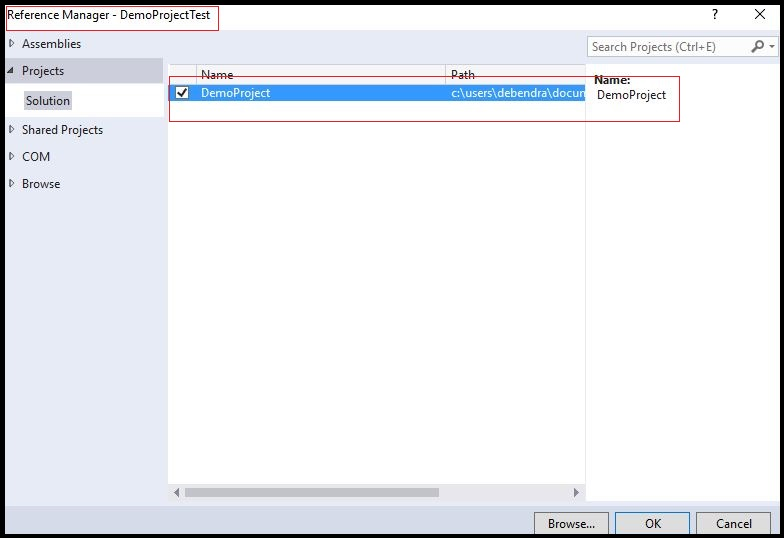 Reference Manager - DemoProjectTest
?
Assemblies
Projects
Solution
Shared Projects
COM
Browse
Search Projects (Ctrl+E)
Name Path
DemoProject c:\users\debendra\docun
Name:
DemoProject
Browse... OK Cancel